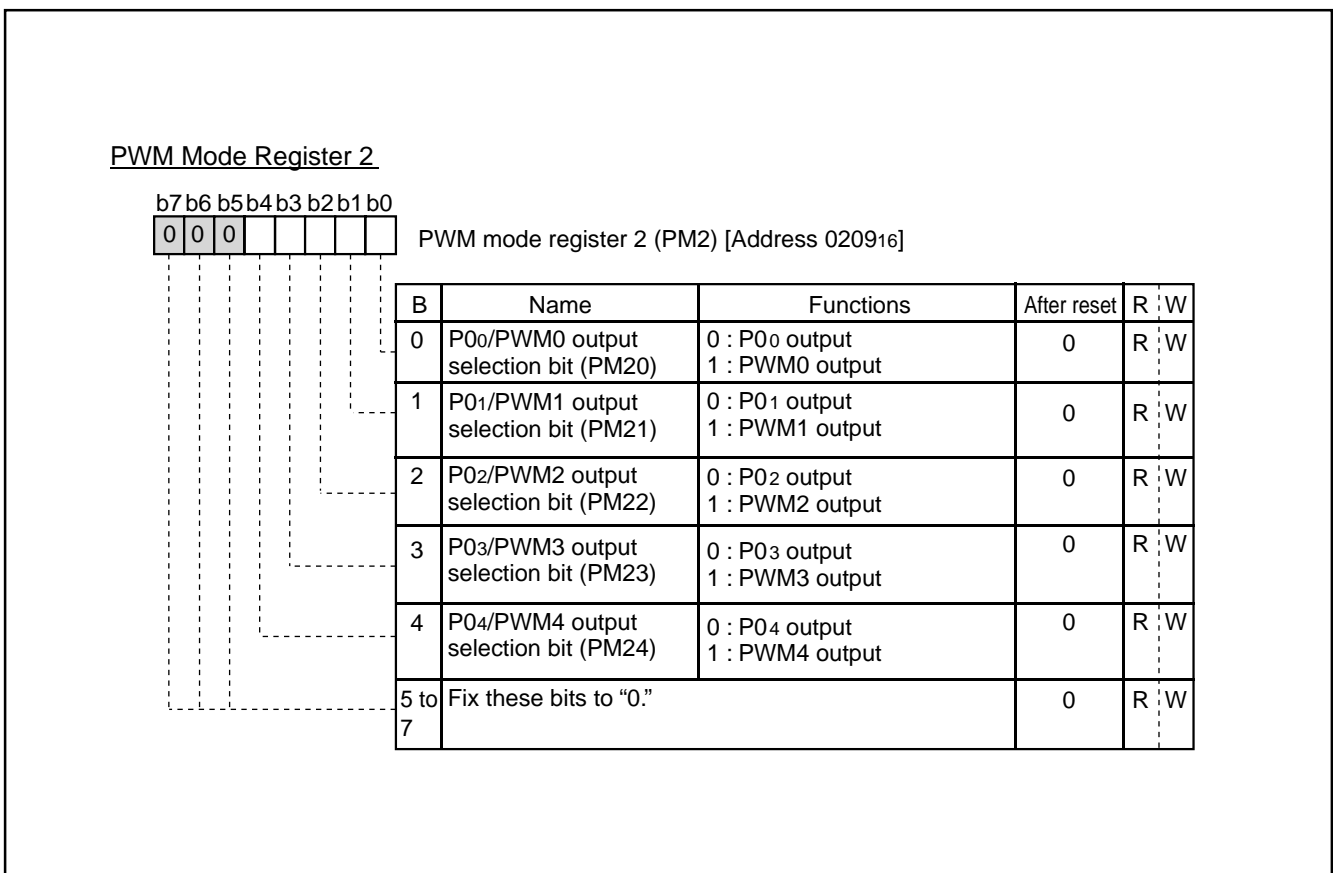 PWM Mode Register 2
b7 b6 b5 b4 b3 b2 b1 b0
0 0 0
PWM mode register 2 (PM2) [Address 020916]
B Name Functions After reset R W
0 P00/PWM0 output selection bit (PM20) 0 : P00 output 1 : PWM0 output 0 R W
1 P01/PWM1 output selection bit (PM21) 0 : P01 output 1 : PWM1 output 0 R W
2 P02/PWM2 output selection bit (PM22) 0 : P02 output 1 : PWM2 output 0 R W
3 P03/PWM3 output selection bit (PM23) 0 : P03 output 1 : PWM3 output 0 R W
4 P04/PWM4 output selection bit (PM24) 0 : P04 output 1 : PWM4 output 0 R W
5 to 7 Fix these bits to “0.” 0 R W